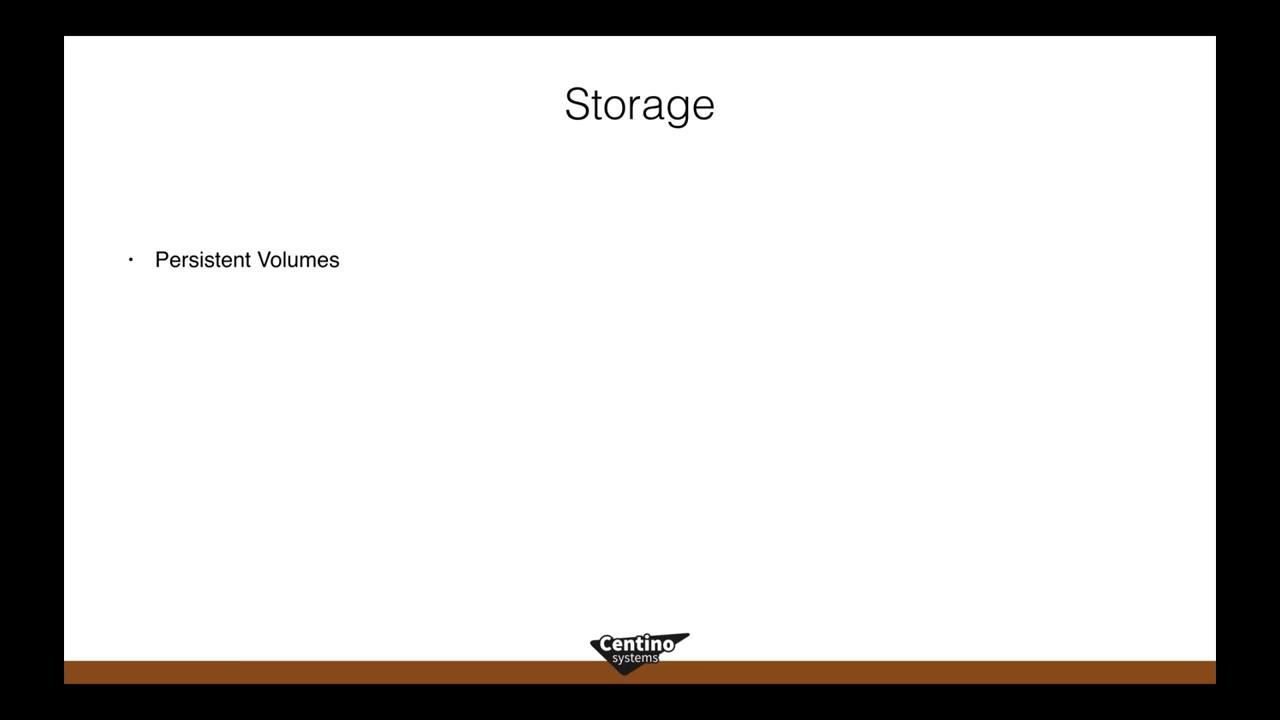 Storage
• Persistent Volumes
Centino
systems